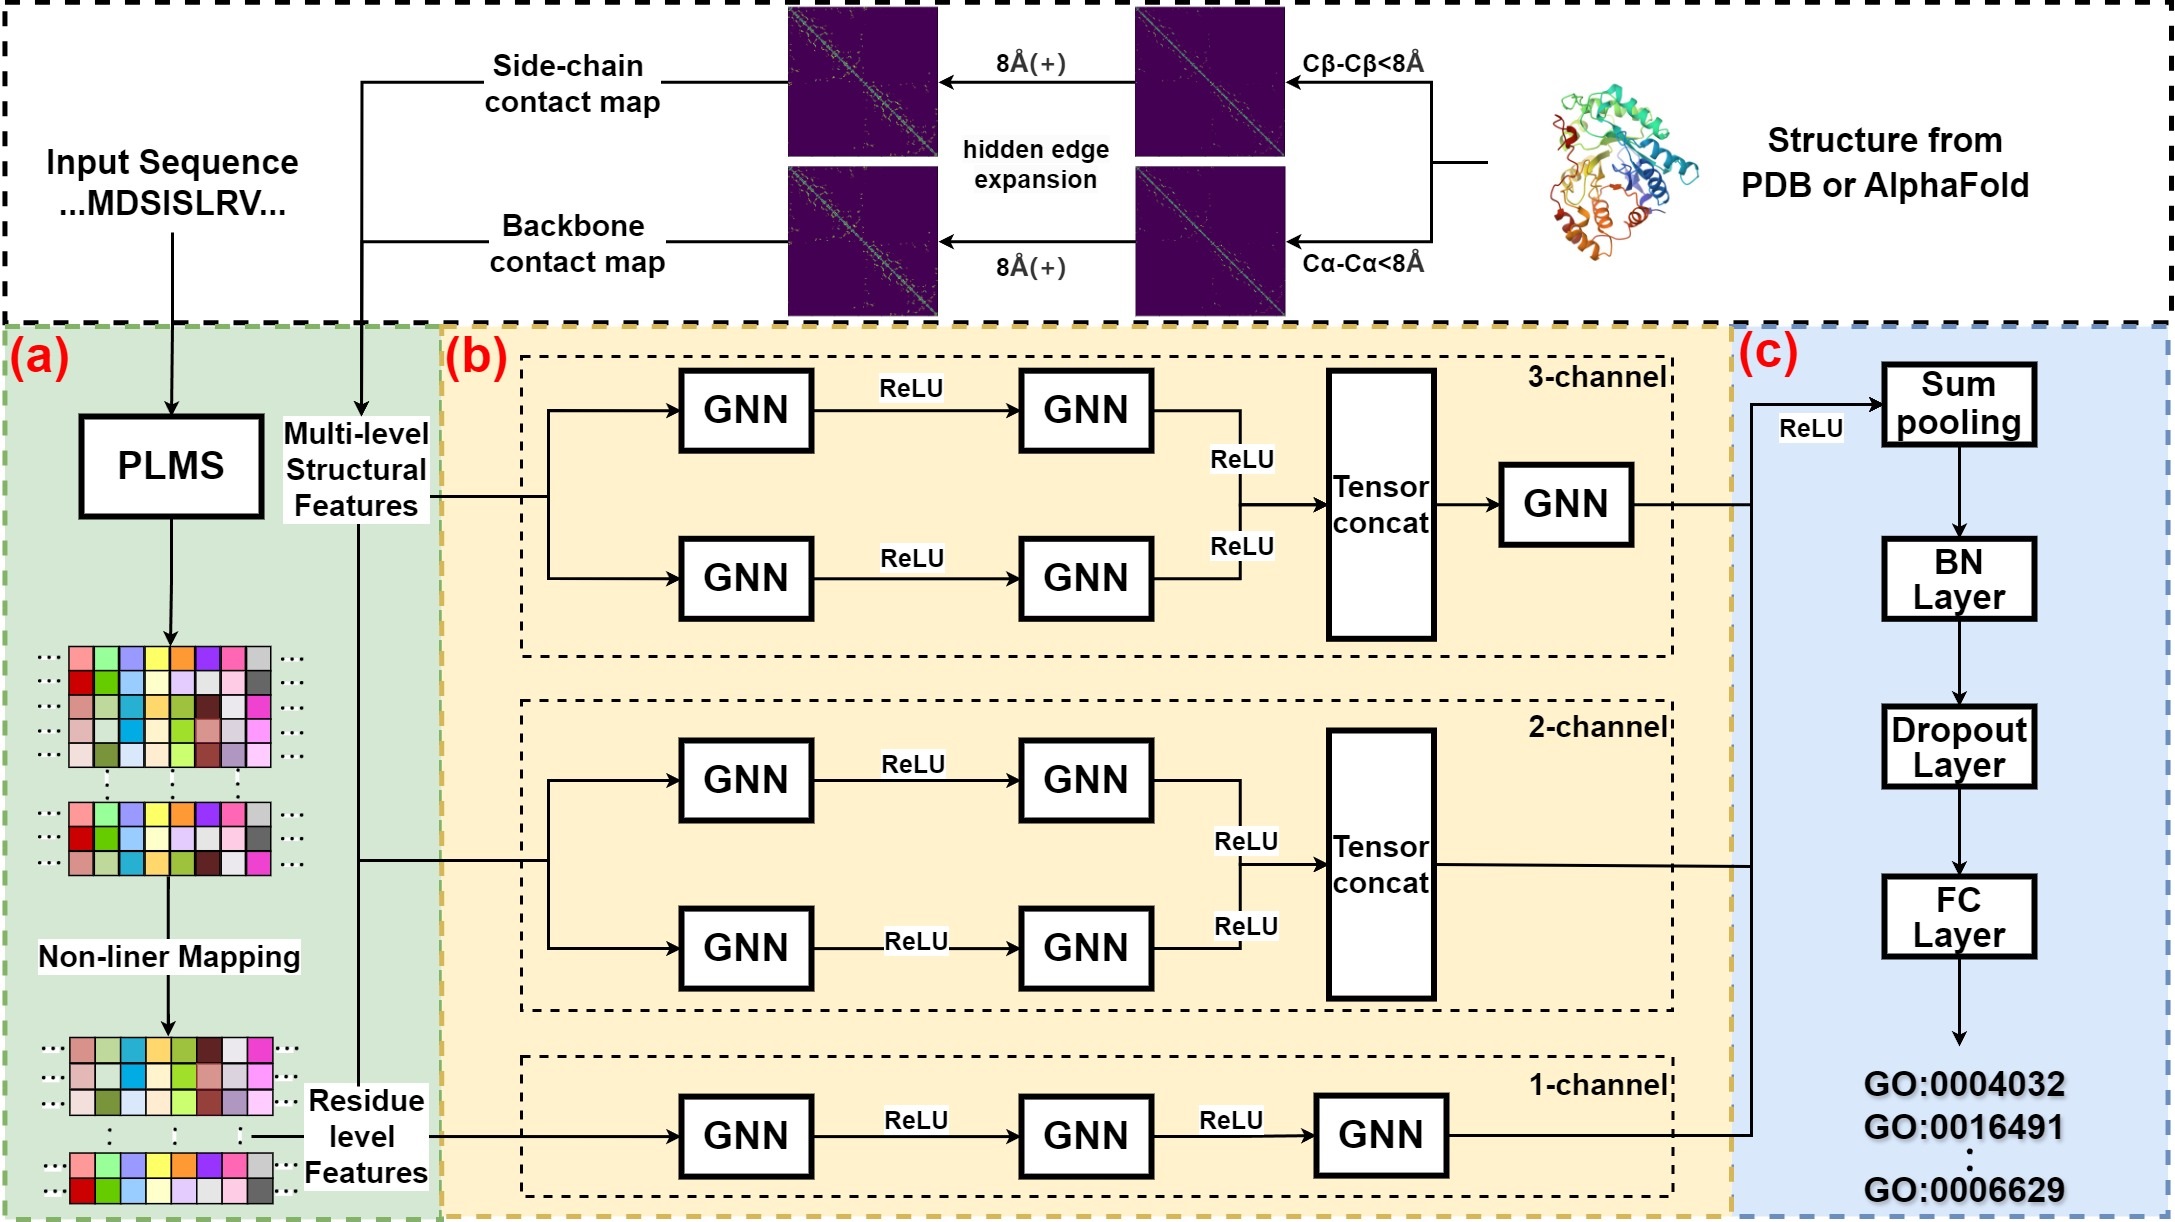 Input Sequence
...MDSISLRV...
Side-chain
contact map
Backbone
contact map
8Å(+)
hidden edge
expansion
8Å(+)
Cβ-Cβ<8Å
Cα-Cα<8Å
Structure from
PDB or AlphaFold
(a)
PLMS
Multi-level
Structural
Features
Non-liner Mapping
Residue
level
Features
(b)
3-channel
GNN
ReLU
GNN
ReLU
GNN
ReLU
GNN
ReLU
Tensor
concat
GNN
2-channel
GNN
ReLU
GNN
ReLU
GNN
ReLU
GNN
ReLU
Tensor
concat
1-channel
GNN
ReLU
GNN
ReLU
GNN
(c)
ReLU
Sum
pooling
BN
Layer
Dropout
Layer
FC
Layer
GO:0004032
GO:0016491
GO:0006629